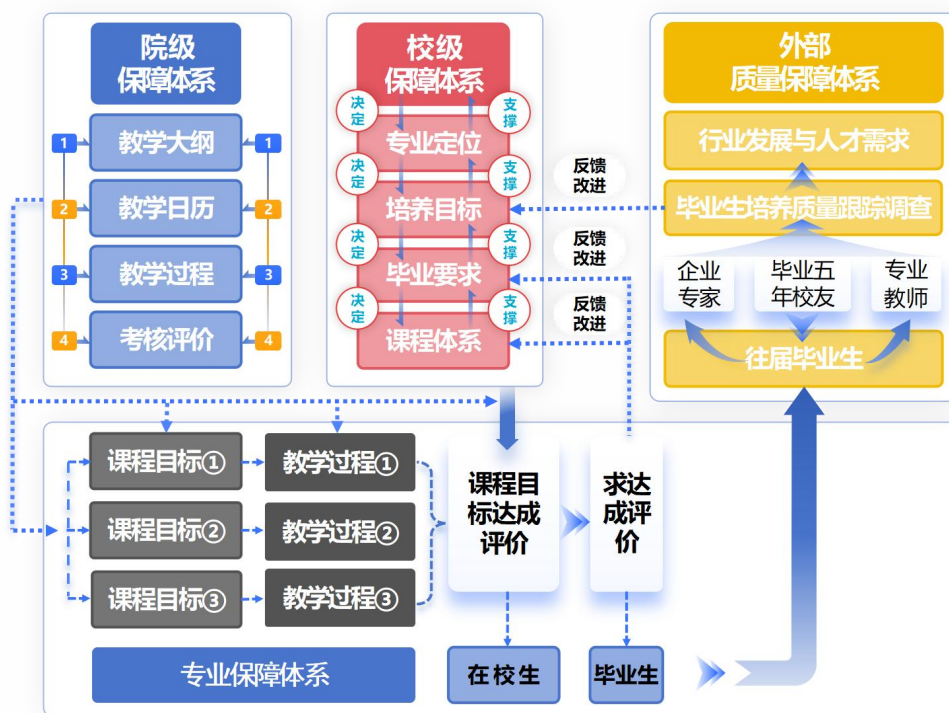 院级
保障体系
1
教学大纲
1
2
教学日历
2
3
教学过程
3
4
考核评价
4
校级
保障体系
决定
支撑
专业定位
决定
支撑
培养目标
决定
支撑
毕业要求
决定
支撑
课程体系
反馈
改进
反馈
改进
反馈
改进
外部
质量保障体系
行业发展与人才需求
毕业生培养质量跟踪调查
企业
专家
毕业五
年校友
专业
教师
往届毕业生
课程目标①
教学过程①
课程目标②
教学过程②
课程目标③
教学过程③
课程目
标达成
评价
求达
成评
价
专业保障体系
在校生
毕业生